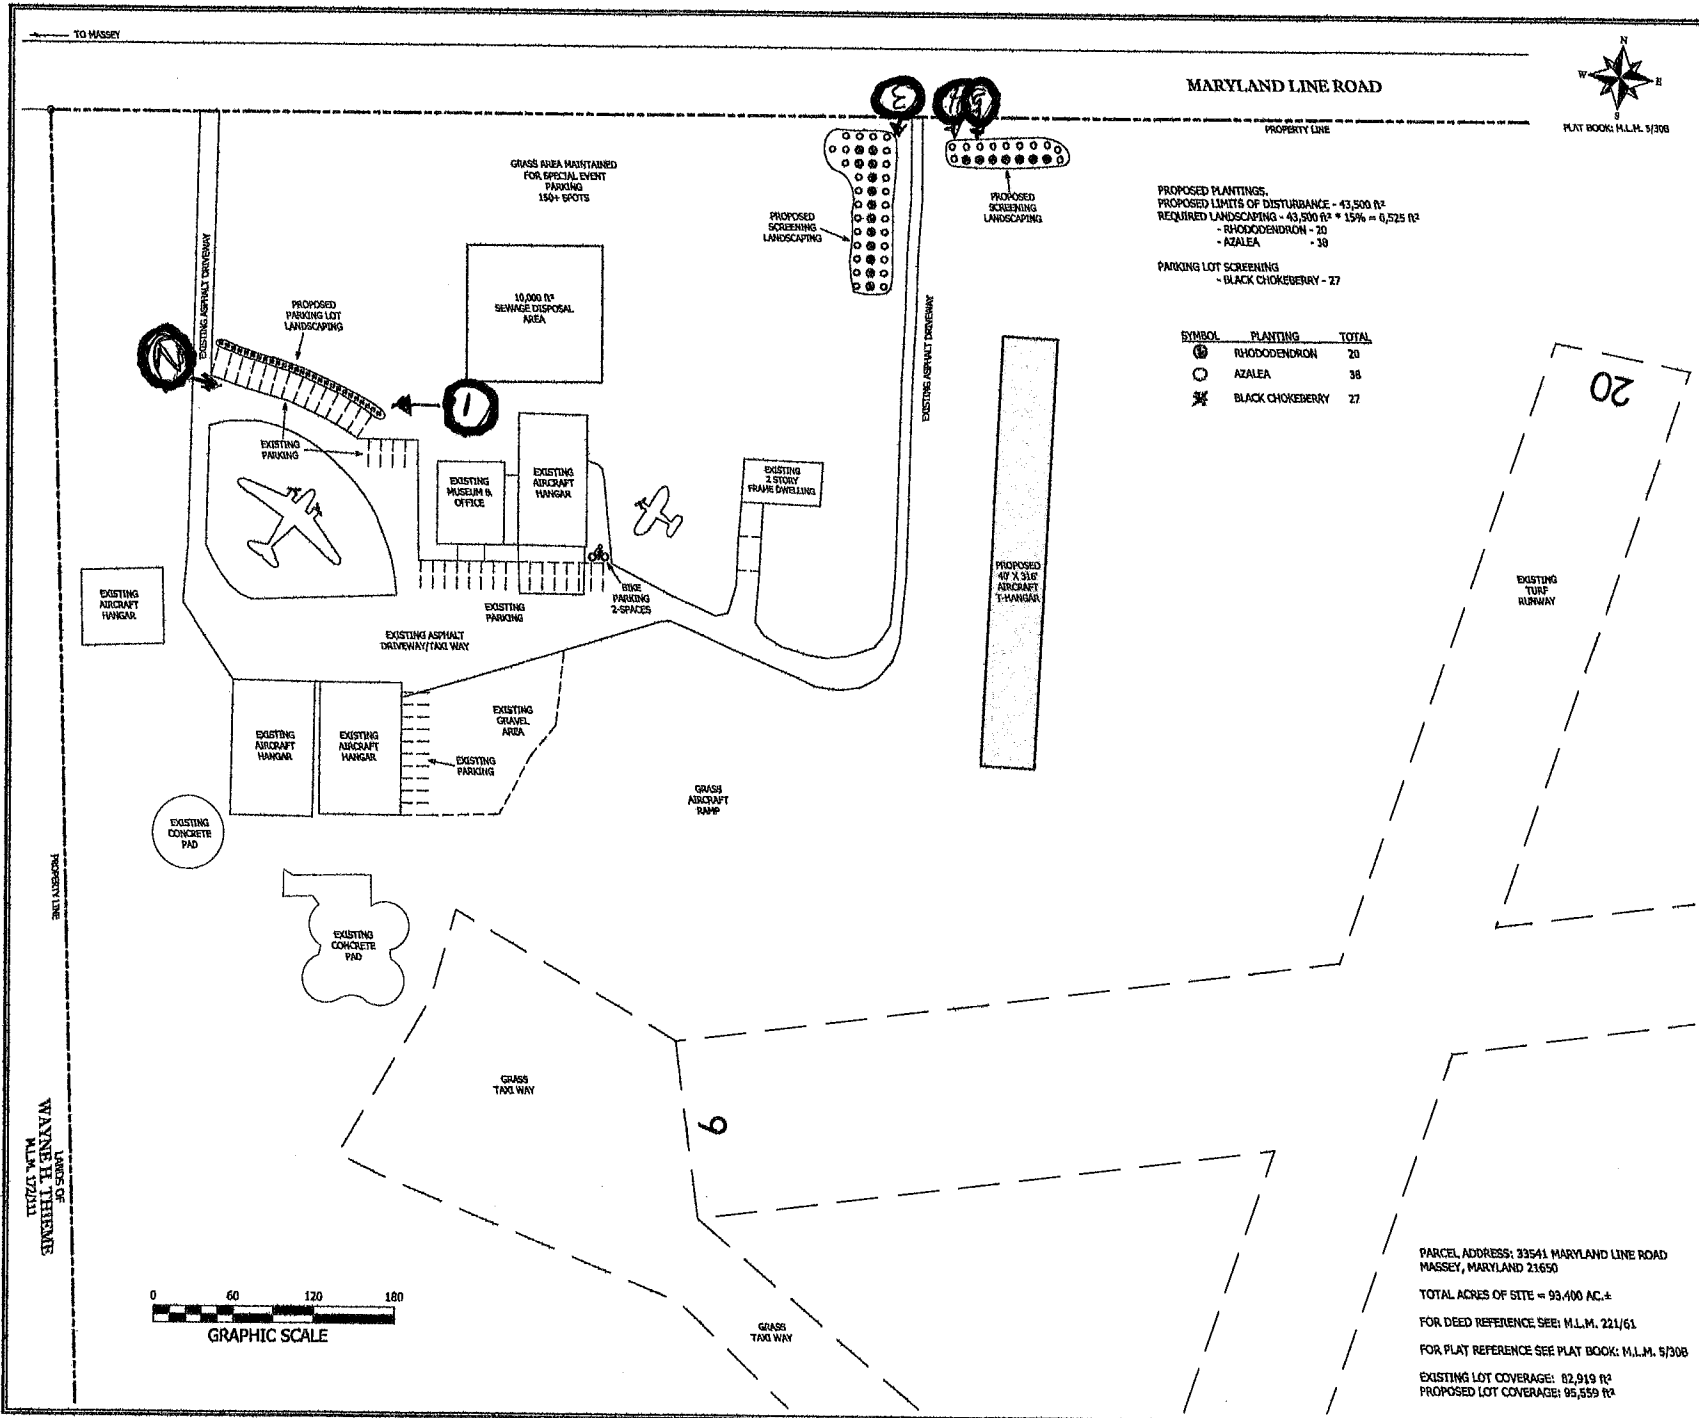 TO MASSEY
MARYLAND LINE ROAD
N
W
E
S
PROPERTY LINE
PLAT BOOK: M.L.M. 5/30B
3
4
5
GRASS AREA MAINTAINED
FOR SPECIAL EVENT
PARKING
150+ SPOTS
PROPOSED
SCREENING
LANDSCAPING
PROPOSED
SCREENING
LANDSCAPING
PROPOSED PLANTINGS.
PROPOSED LIMITS OF DISTURBANCE - 43,500 ft²
REQUIRED LANDSCAPING - 43,500 ft² * 15% = 6,525 ft²
- RHODODENDRON - 20
- AZALEA - 38
PARKING LOT SCREENING
- BLACK CHOKEBERRY - 27
SYMBOL PLANTING TOTAL
RHODODENDRON 20
AZALEA 38
BLACK CHOKEBERRY 27
EXISTING ASPHALT DRIVEWAY
10,000 ft²
SEWAGE DISPOSAL
AREA
PROPOSED
PARKING LOT
LANDSCAPING
EXISTING ASPHALT DRIVEWAY
2
1
20
EXISTING
PARKING
EXISTING
MUSEUM &
OFFICE
EXISTING
AIRCRAFT
HANGAR
EXISTING
2 STORY
FRAME DWELLING
PROPOSED
40' X 316'
AIRCRAFT
T-HANGAR
EXISTING
TURF
RUNWAY
EXISTING
AIRCRAFT
HANGAR
BIKE
PARKING
2-SPACES
EXISTING
PARKING
EXISTING ASPHALT
DRIVEWAY/TAXI WAY
EXISTING
AIRCRAFT
HANGAR
EXISTING
AIRCRAFT
HANGAR
EXISTING
GRAVEL
AREA
EXISTING
PARKING
GRASS
AIRCRAFT
RAMP
EXISTING
CONCRETE
PAD
PROPERTY LINE
EXISTING
CONCRETE
PAD
GRASS
TAXI WAY
9
LANDS OF
WAYNE H. THIEME
M.L.M. 172/111
0 60 120 180
GRAPHIC SCALE
GRASS
TAXI WAY
PARCEL ADDRESS: 33541 MARYLAND LINE ROAD
MASSEY, MARYLAND 21650
TOTAL ACRES OF SITE = 93.400 AC.±
FOR DEED REFERENCE SEE: M.L.M. 221/61
FOR PLAT REFERENCE SEE PLAT BOOK: M.L.M. 5/30B
EXISTING LOT COVERAGE: 82,919 ft²
PROPOSED LOT COVERAGE: 95,559 ft²